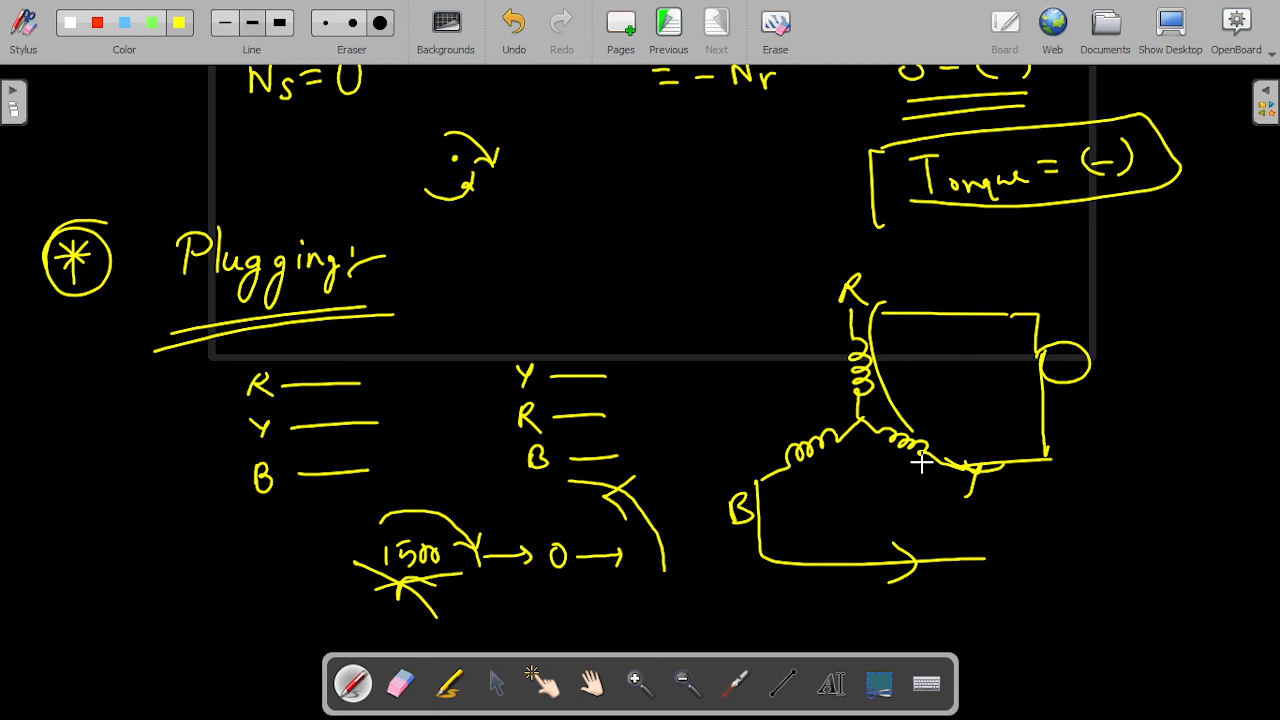 Stylus Color Line Eraser Backgrounds Undo Redo Pages Previous Next Erase Board Web Documents Show Desktop OpenBoard
Ns = 0
= - Nr
Torque = (-)
* Plugging:-
R
Y
B
Y
R
B
1500 → 0 →
R
Y
B